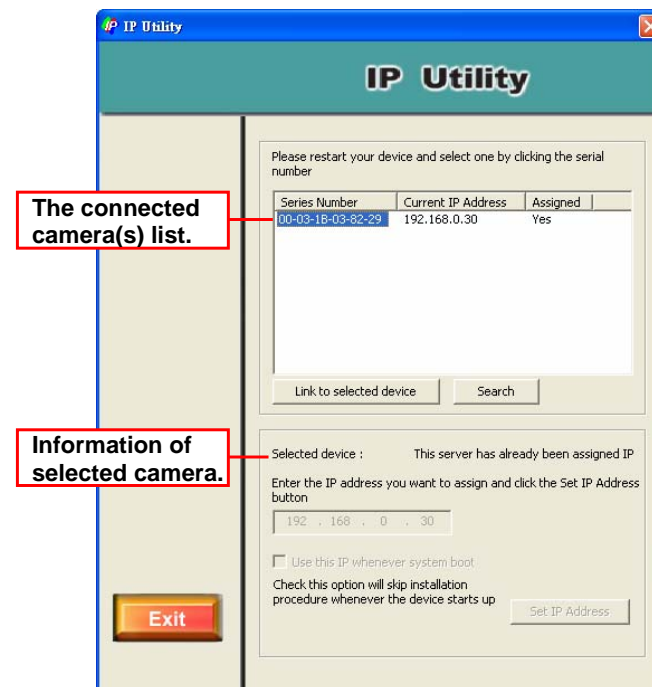 IP Utility
IP Utility
Please restart your device and select one by clicking the serial
number
The connected
camera(s) list.
Series Number Current IP Address Assigned
00-03-1B-03-82-29 192.168.0.30 Yes
Link to selected device Search
Information of
selected camera.
Selected device : This server has already been assigned IP
Enter the IP address you want to assign and click the Set IP Address
button
192 . 168 . 0 . 30
Use this IP whenever system boot
Check this option will skip installation
procedure whenever the device starts up
Set IP Address
Exit